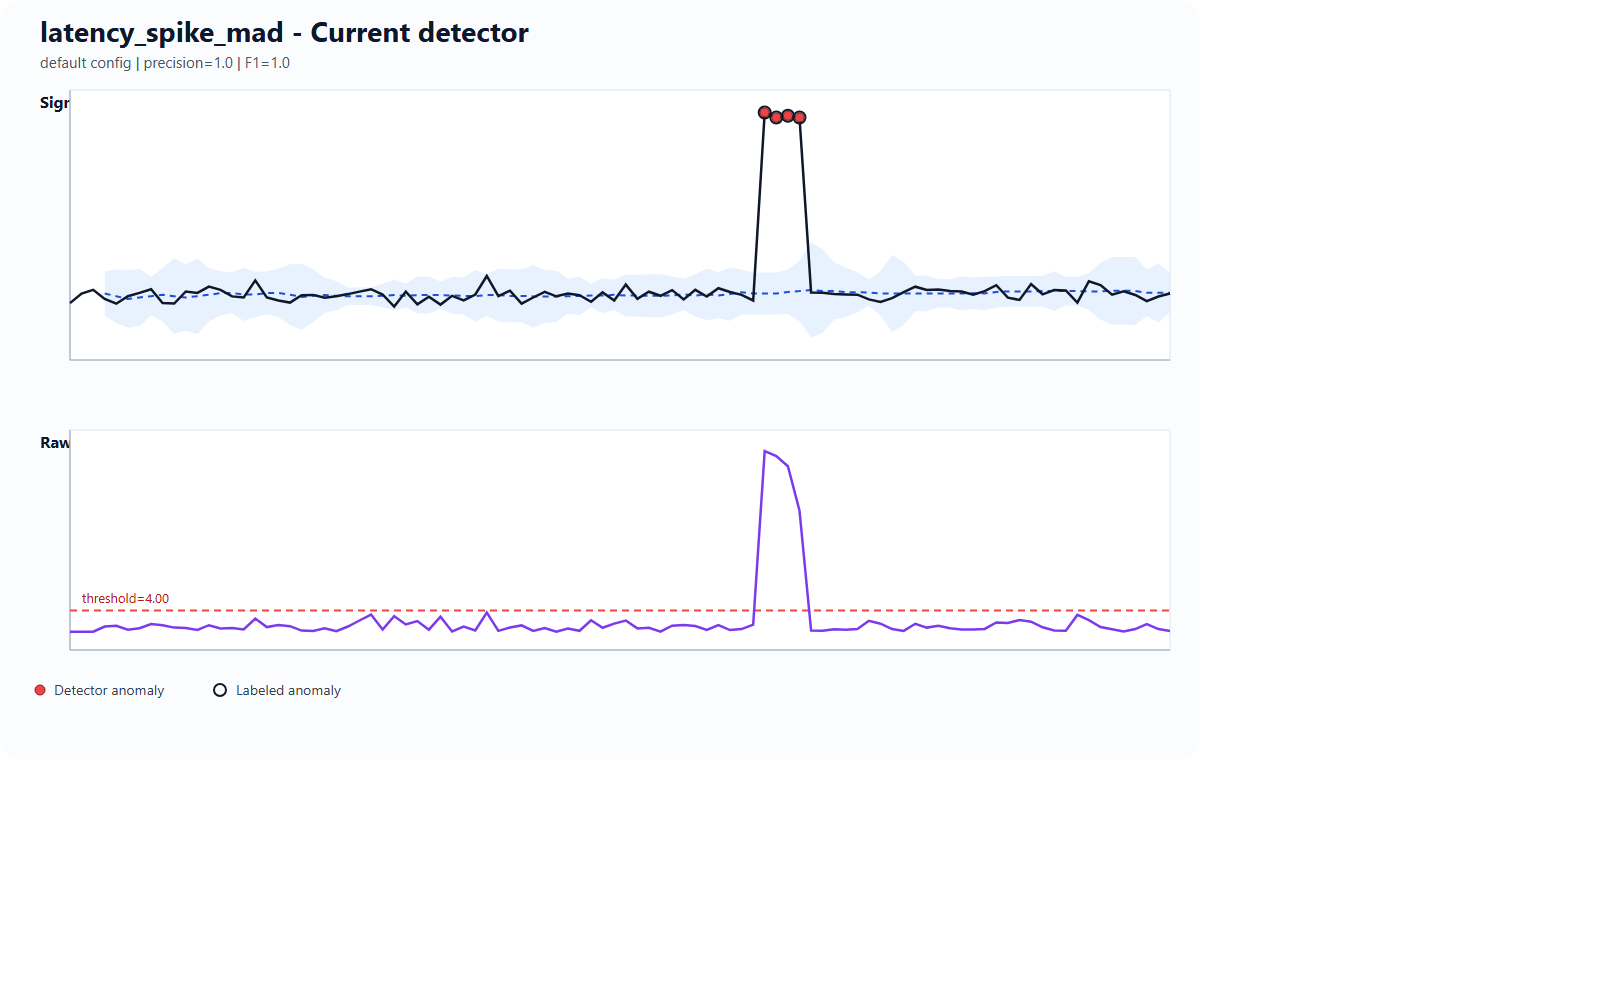 latency_spike_mad - Current detector
default config | precision=1.0 | F1=1.0
Sigr
Raw
threshold=4.00
Detector anomaly
Labeled anomaly